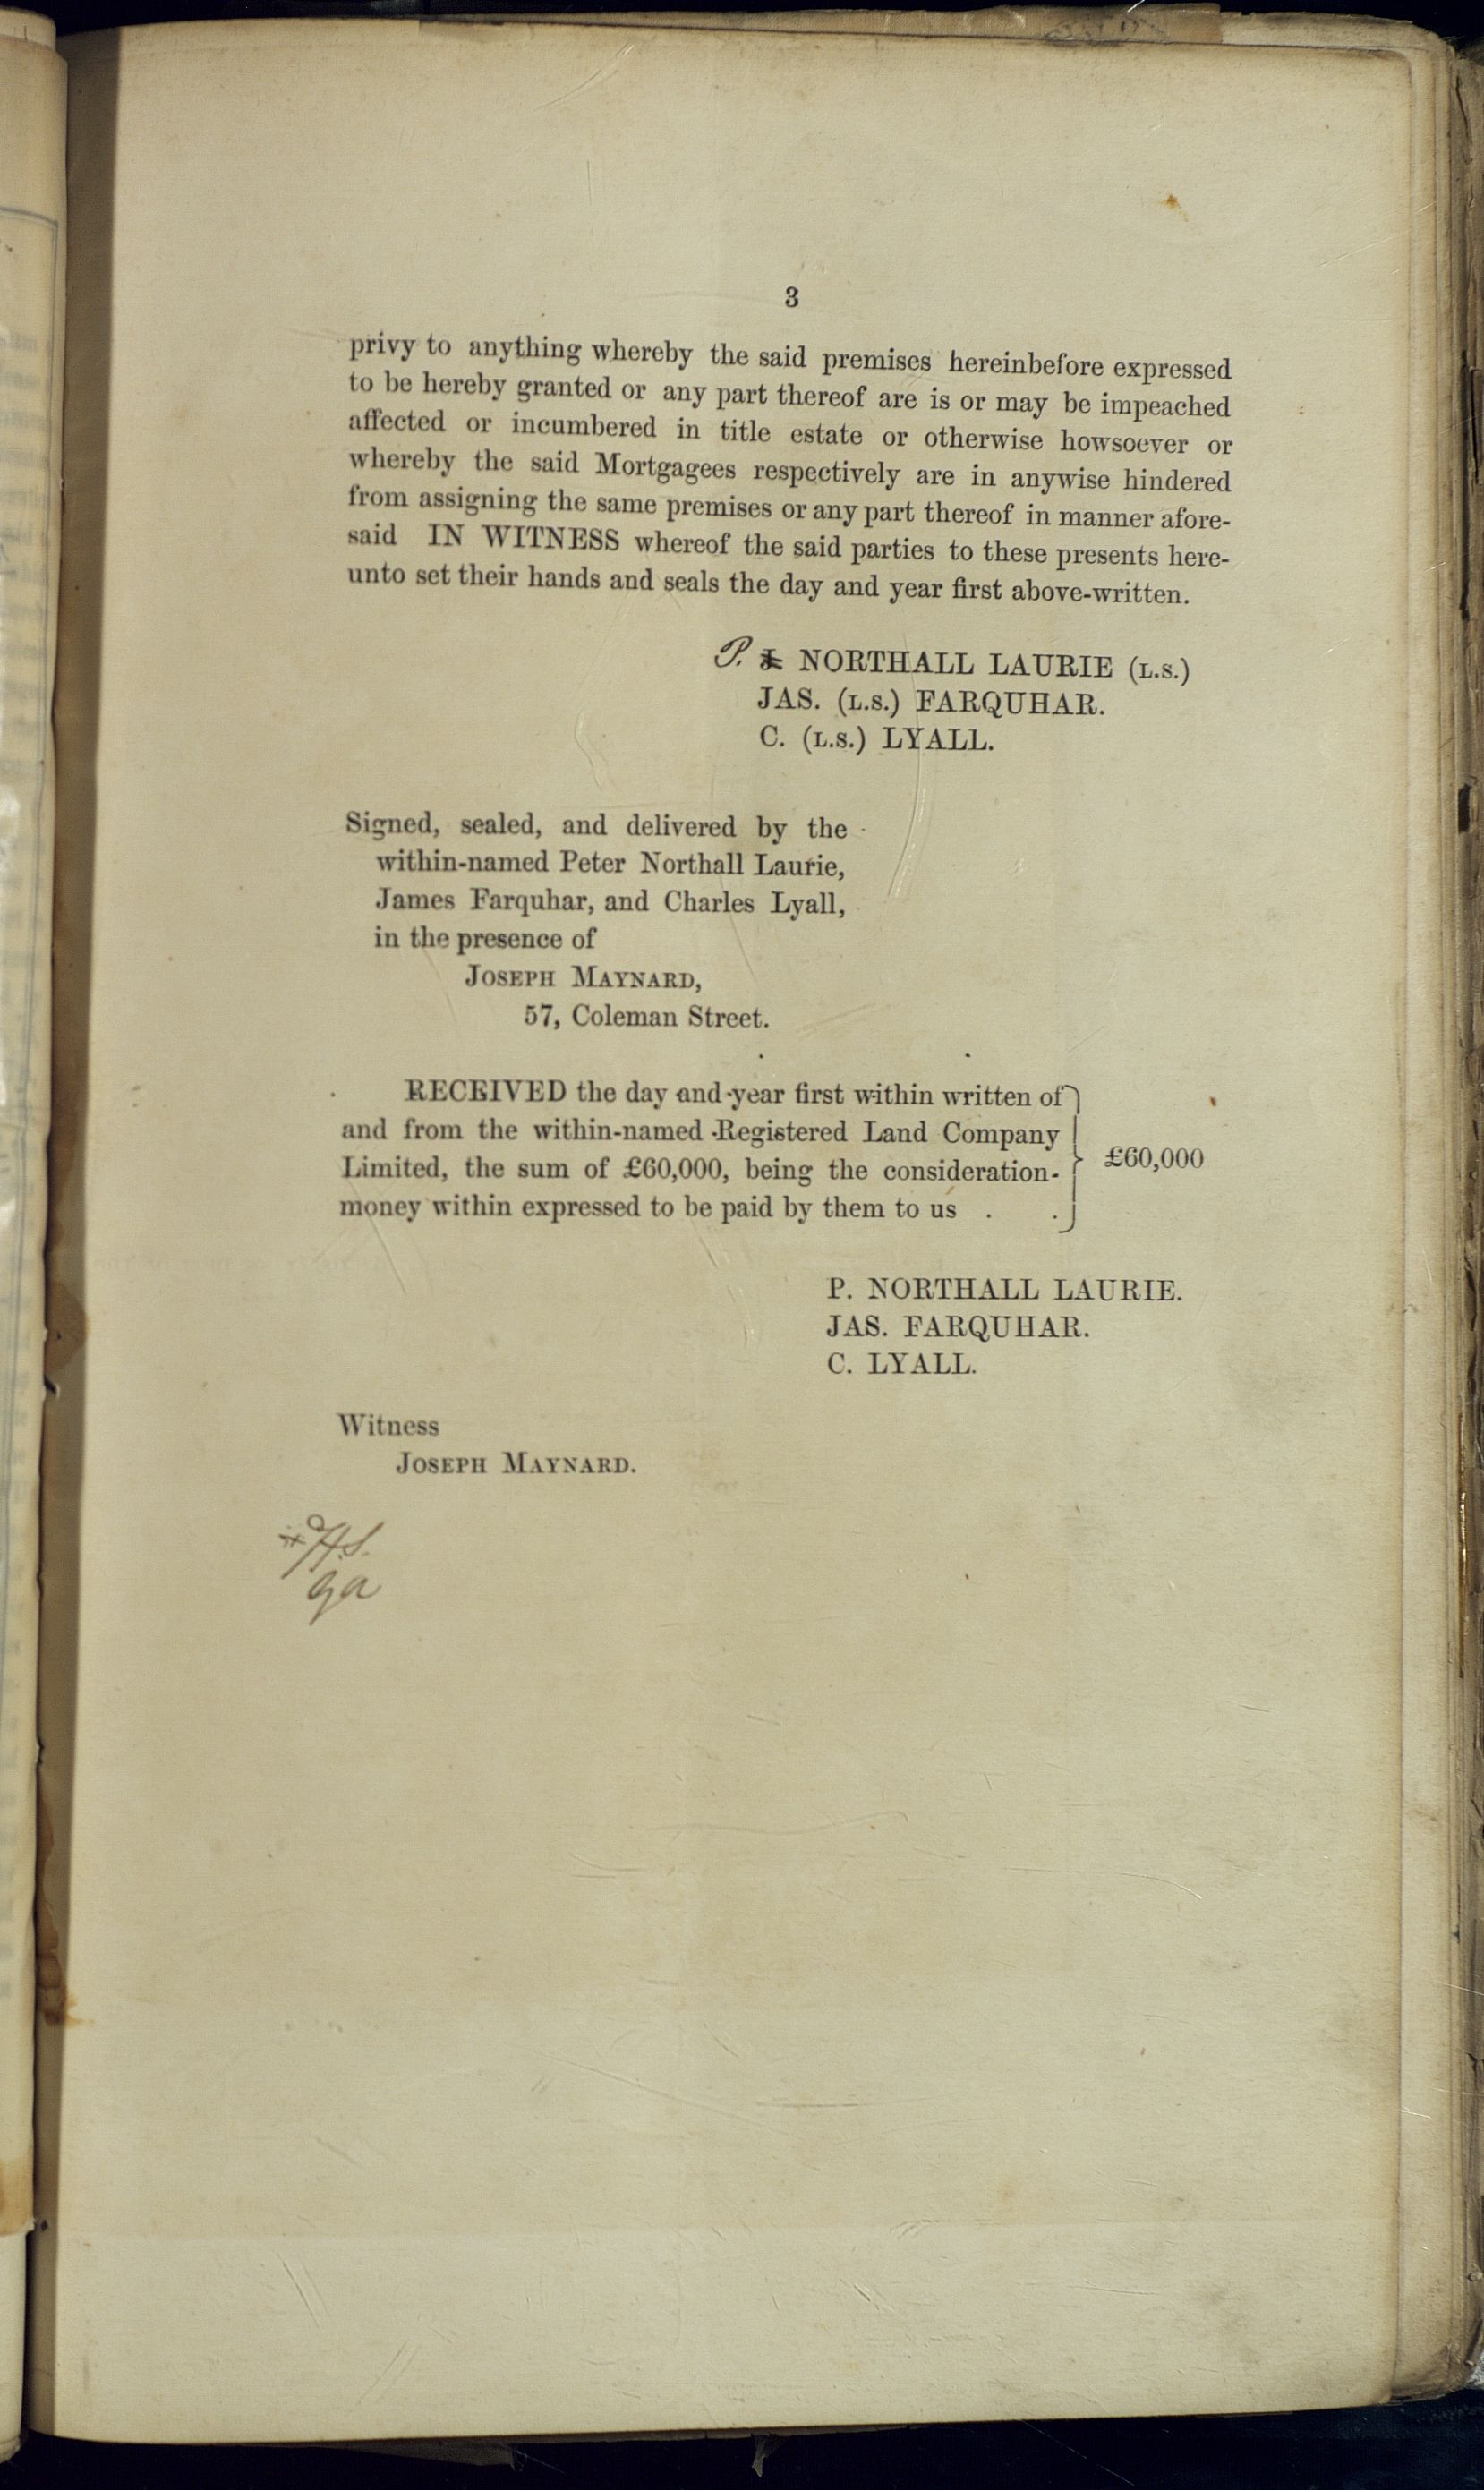 3
privy to anything whereby the said premises hereinbefore expressed
to be hereby granted or any part thereof are is or may be impeached
affected or incumbered in title estate or otherwise howsoever or
whereby the said Mortgagees respectively are in anywise hindered
from assigning the same premises or any part thereof in manner afore-
said IN WITNESS whereof the said parties to these presents here-
unto set their hands and seals the day and year first above-written.
P. NORTHALL LAURIE (L.S.)
JAS. (L.S.) FARQUHAR.
C. (L.S.) LYALL.
Signed, sealed, and delivered by the
within-named Peter Northall Laurie,
James Farquhar, and Charles Lyall,
in the presence of
JOSEPH MAYNARD,
57, Coleman Street.
RECEIVED the day and year first within written of
and from the within-named Registered Land Company
Limited, the sum of £60,000, being the consideration-
money within expressed to be paid by them to us . .
£60,000
P. NORTHALL LAURIE.
JAS. FARQUHAR.
C. LYALL.
Witness
JOSEPH MAYNARD.